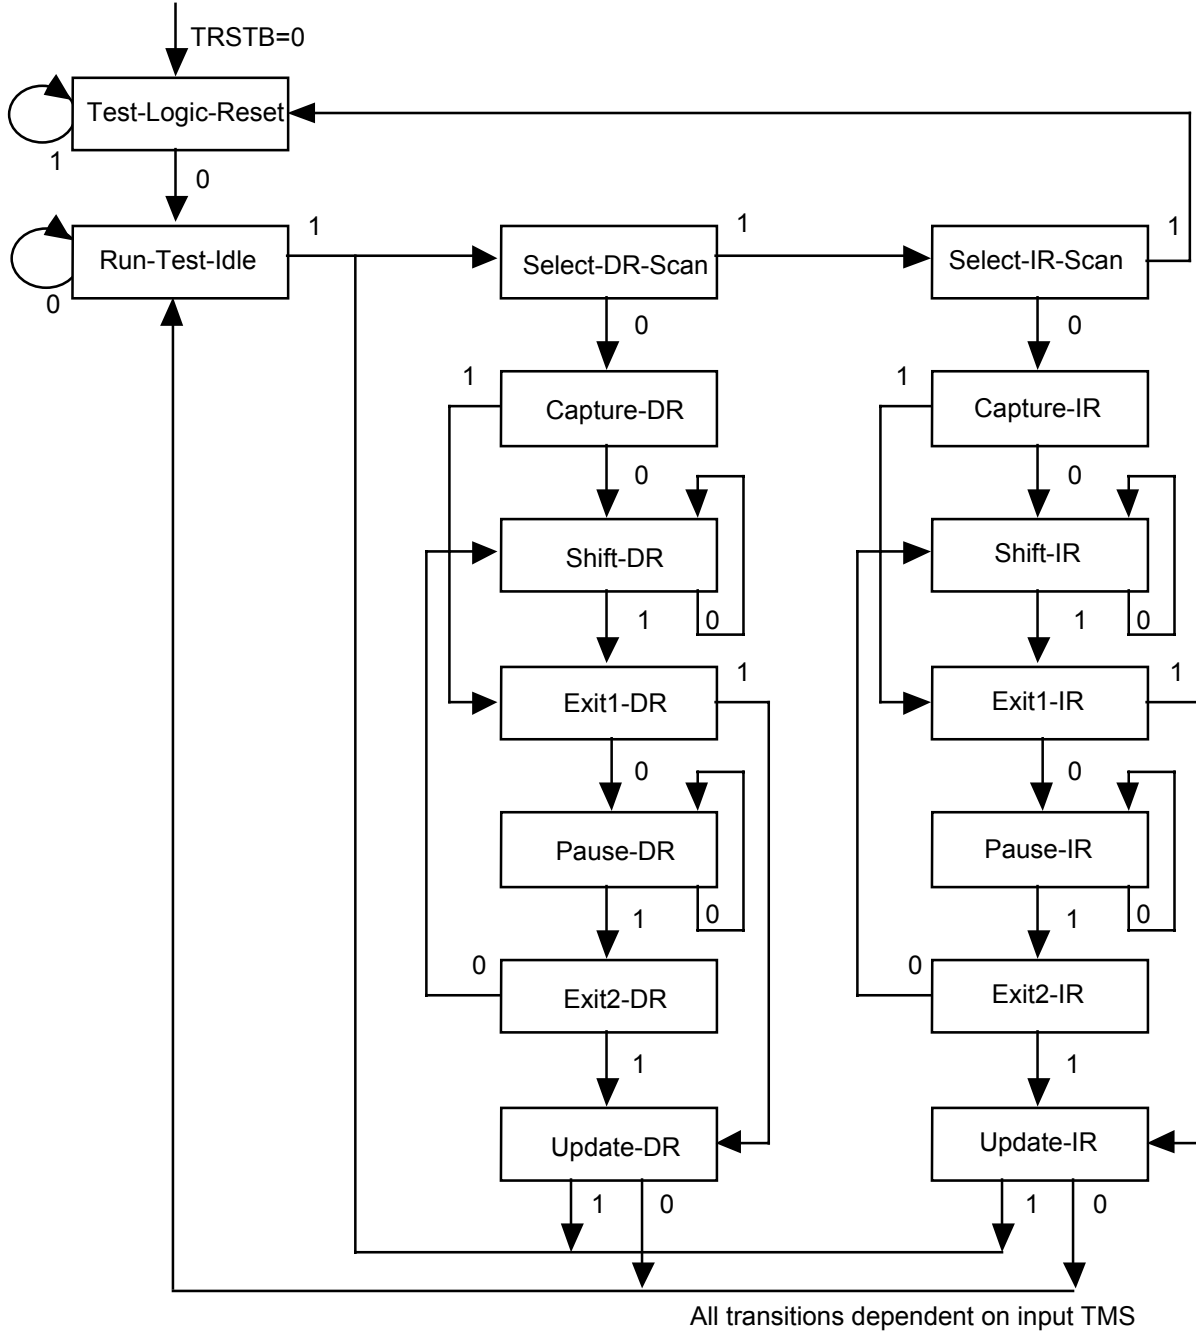 TRSTB=0
Test-Logic-Reset
1
0
Run-Test-Idle
1
0
Select-DR-Scan
1
Select-IR-Scan
1
0
0
1
Capture-DR
1
Capture-IR
0
0
Shift-DR
Shift-IR
1
0
1
0
Exit1-DR
1
Exit1-IR
1
0
0
Pause-DR
Pause-IR
1
0
1
0
0
Exit2-DR
0
Exit2-IR
1
1
Update-DR
Update-IR
1
0
1
0
All transitions dependent on input TMS